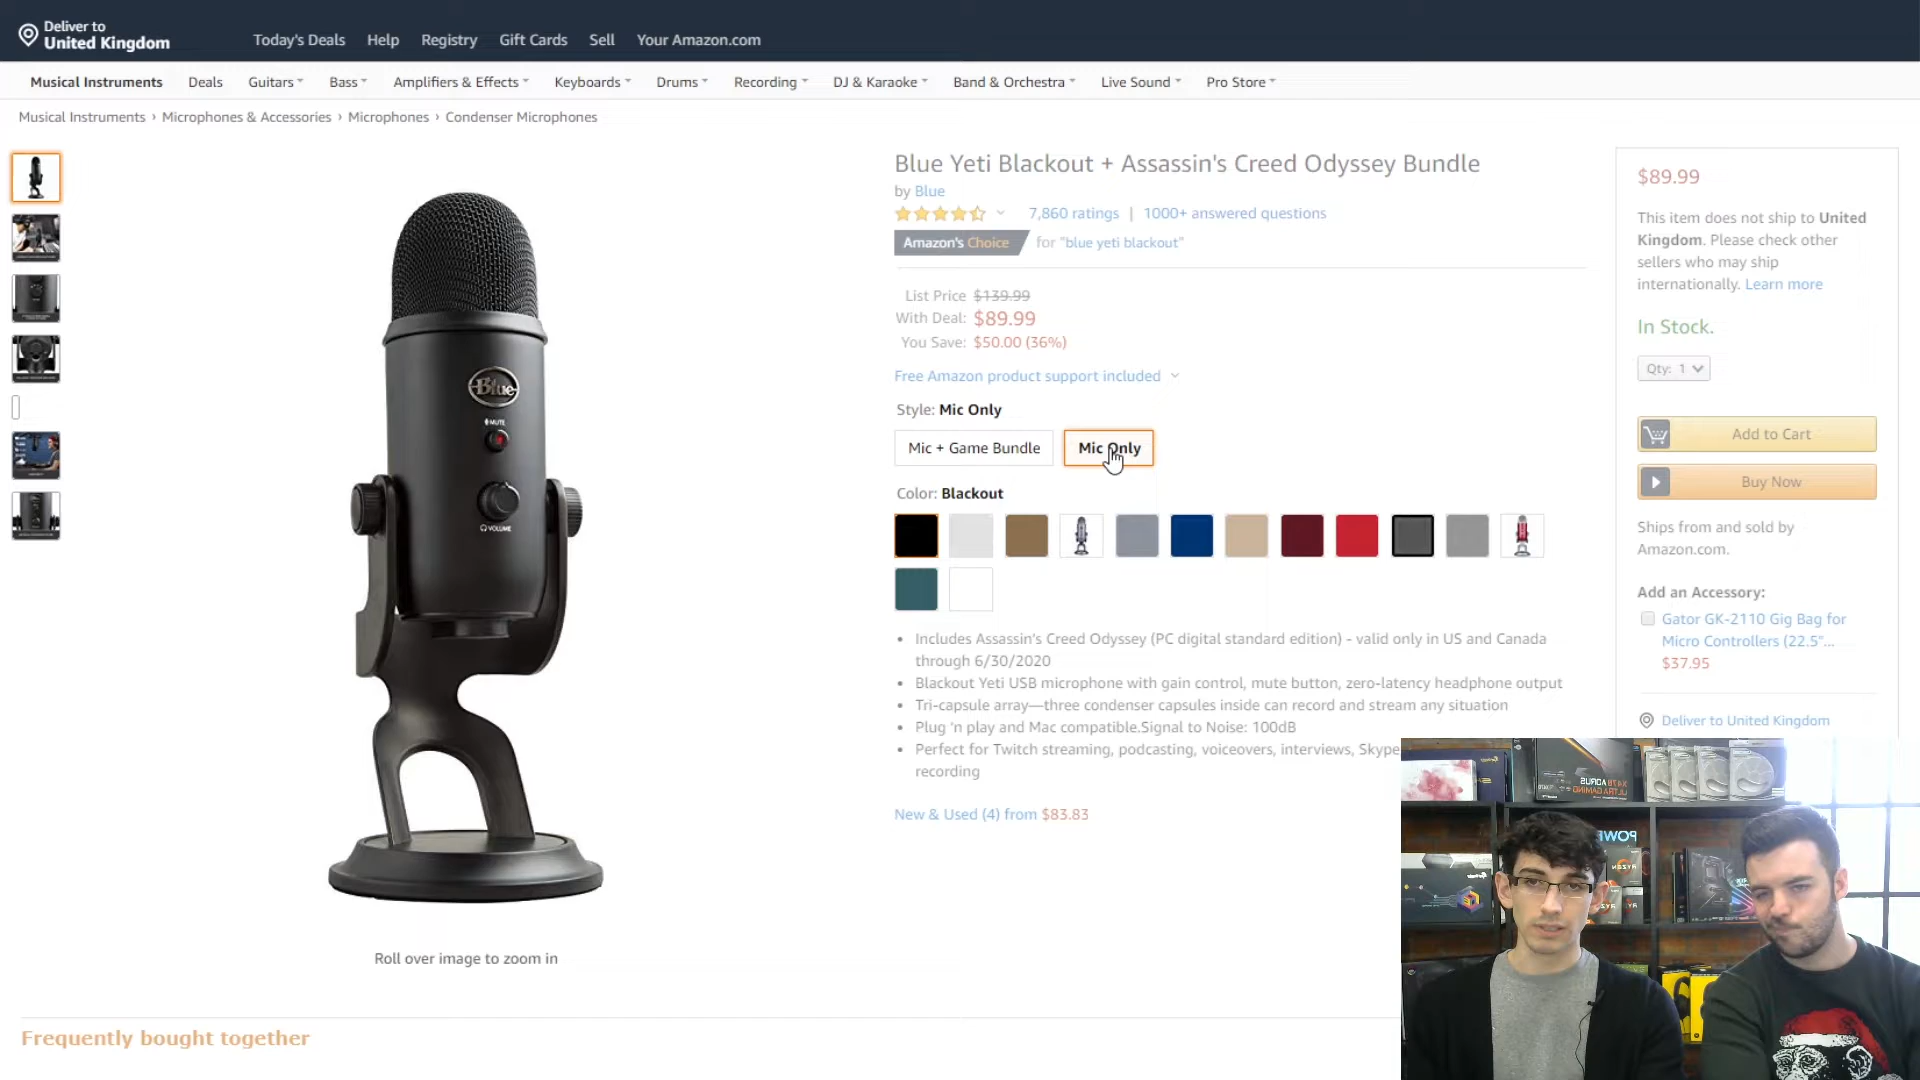 Deliver to
United Kingdom
Today's Deals Help Registry Gift Cards Sell Your Amazon.com
Musical Instruments Deals Guitars Bass Amplifiers & Effects Keyboards Drums Recording DJ & Karaoke Band & Orchestra Live Sound Pro Store
Musical Instruments › Microphones & Accessories › Microphones › Condenser Microphones
Blue
MUTE
VOLUME
Roll over image to zoom in
Blue Yeti Blackout + Assassin's Creed Odyssey Bundle
by Blue
7,860 ratings | 1000+ answered questions
Amazon's Choice for "blue yeti blackout"
List Price $139.99
With Deal: $89.99
You Save: $50.00 (36%)
Free Amazon product support included
Style: Mic Only
Mic + Game Bundle Mic Only
Color: Blackout
• Includes Assassin's Creed Odyssey (PC digital standard edition) - valid only in US and Canada
through 6/30/2020
• Blackout Yeti USB microphone with gain control, mute button, zero-latency headphone output
• Tri-capsule array—three condenser capsules inside can record and stream any situation
• Plug 'n play and Mac compatible.Signal to Noise: 100dB
• Perfect for Twitch streaming, podcasting, voiceovers, interviews, Skype
recording
New & Used (4) from $83.83
$89.99
This item does not ship to United
Kingdom. Please check other
sellers who may ship
internationally. Learn more
In Stock.
Qty: 1
Add to Cart
Buy Now
Ships from and sold by
Amazon.com.
Add an Accessory:
Gator GK-2110 Gig Bag for
Micro Controllers (22.5"...
$37.95
Deliver to United Kingdom
X470 AORUS
ULTRA GAMING
POWE
RYZEN
Frequently bought together